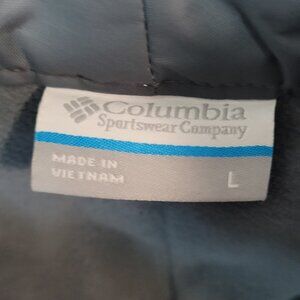 Columbia
Sportswear Company
MADE IN
VIETNAM
L